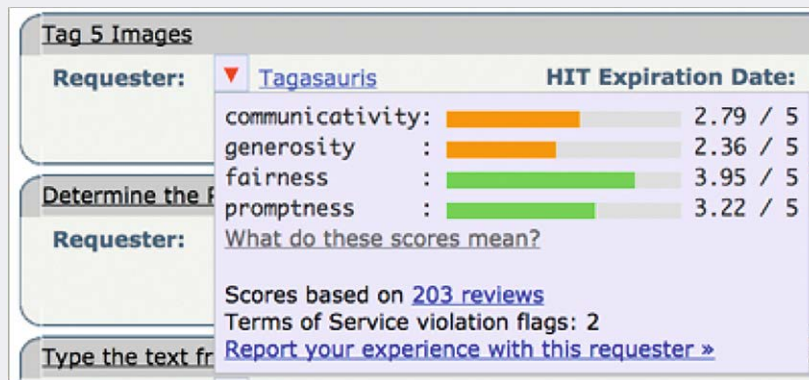 Tag 5 Images
Requester: ▼ Tagasauris HIT Expiration Date:
communicativity: 2.79 / 5
generosity : 2.36 / 5
fairness : 3.95 / 5
promptness : 3.22 / 5
What do these scores mean?
Determine the
Requester:
Scores based on 203 reviews
Terms of Service violation flags: 2
Report your experience with this requester »
Type the text